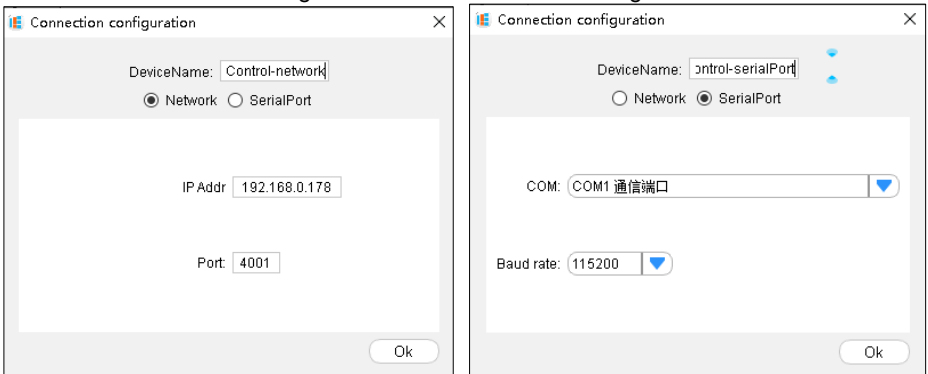 Connection configuration
DeviceName: Control-network
Network SerialPort
IP Addr 192.168.0.178
Port: 4001
Ok
Connection configuration
DeviceName: ontrol-serialPort
Network SerialPort
COM: COM1 通信端口
Baud rate: 115200
Ok